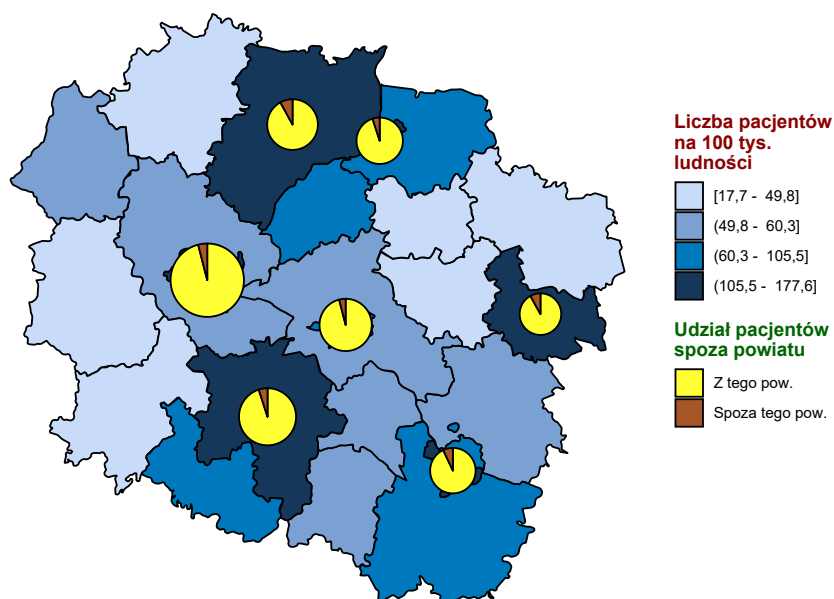 Liczba pacjentów
na 100 tys.
ludności
[17,7 - 49,8]
(49,8 - 60,3]
(60,3 - 105,5]
(105,5 - 177,6]
Udział pacjentów
spoza powiatu
Z tego pow.
Spoza tego pow.